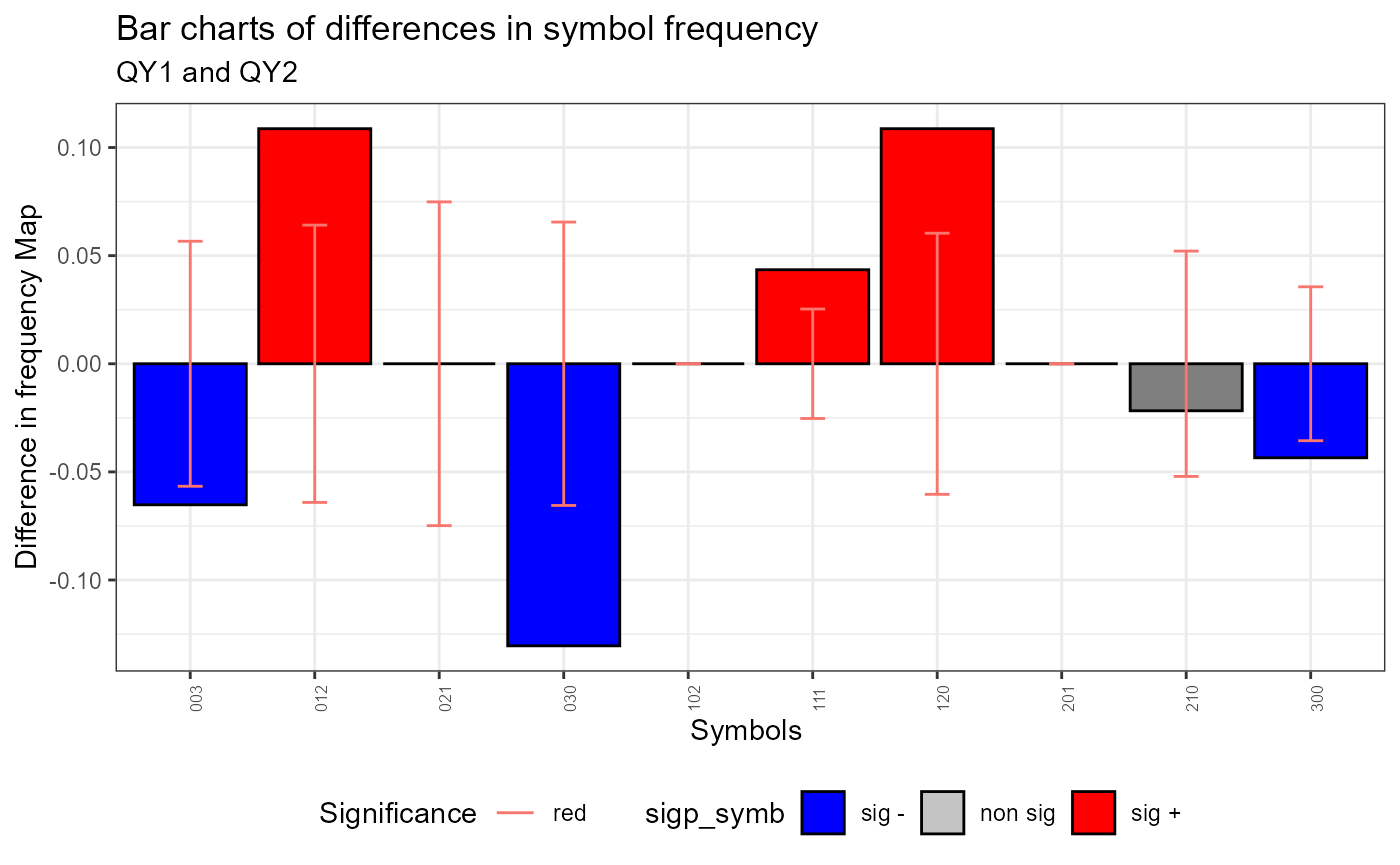 Bar charts of differences in symbol frequency
QY1 and QY2
Difference in frequency Map
0.10
0.05
0.00
-0.05
-0.10
003 012 021 030 102 111 120 201 210 300
Symbols
Significance red sigp_symb sig - non sig sig +